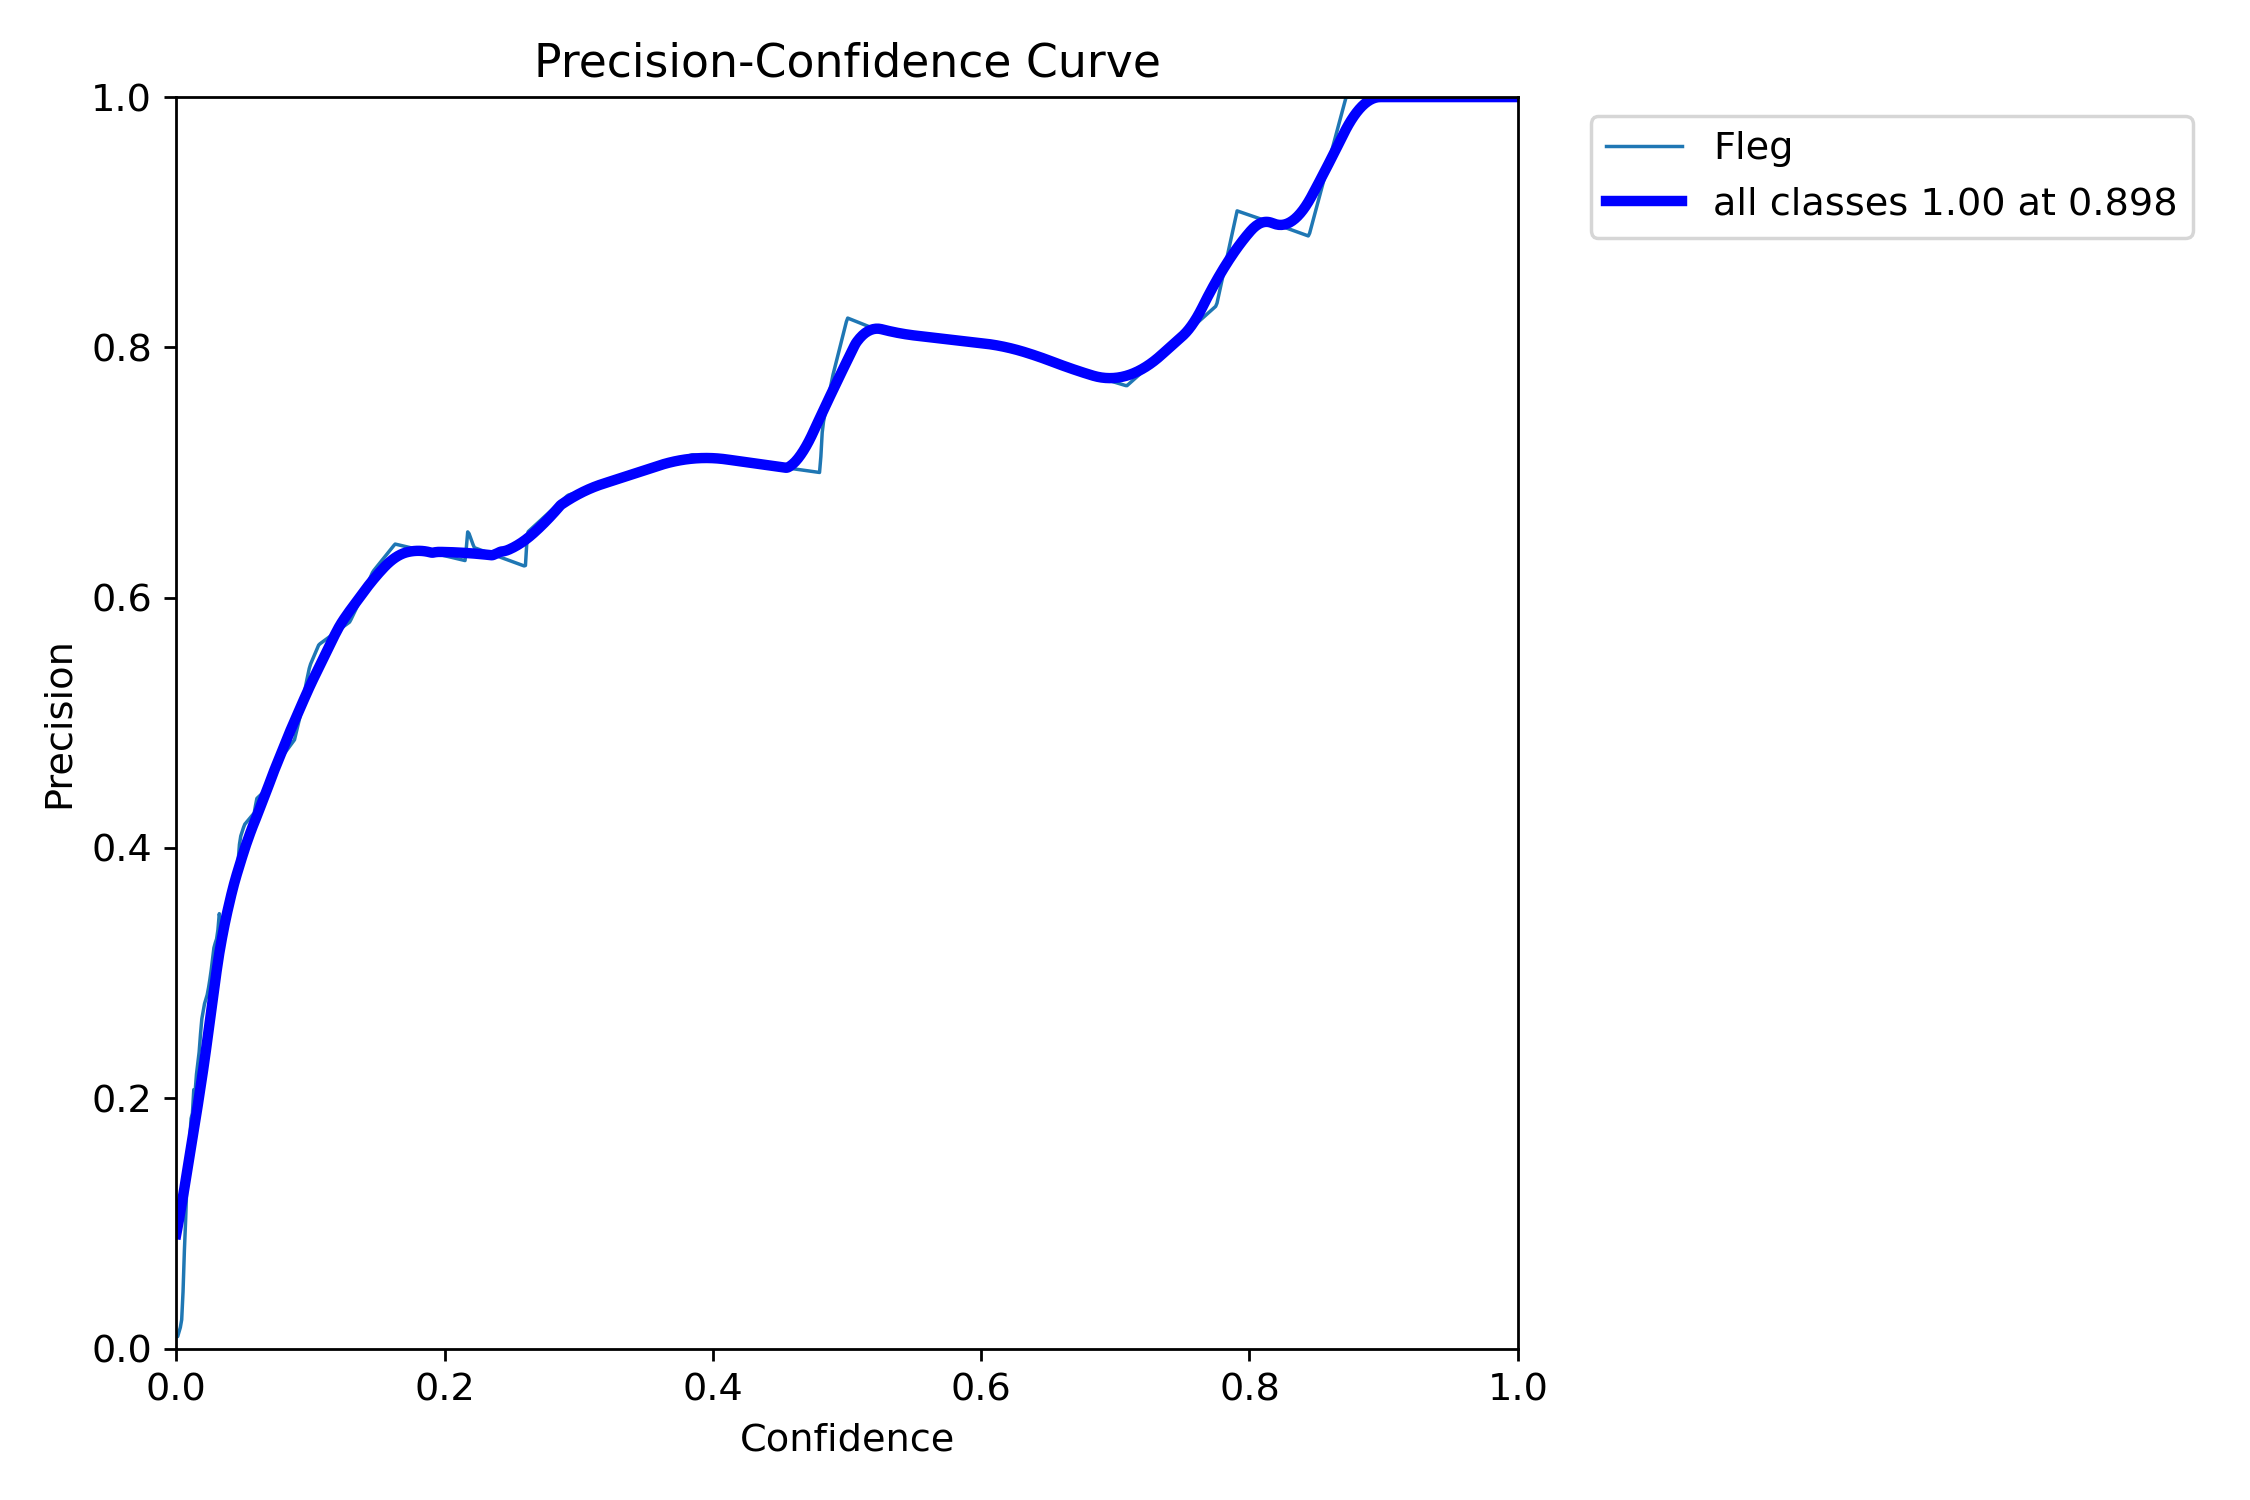 Precision-Confidence Curve
Fleg
all classes 1.00 at 0.898
1.0
0.8
0.6
0.4
0.2
0.0
Precision
0.0 0.2 0.4 0.6 0.8 1.0
Confidence